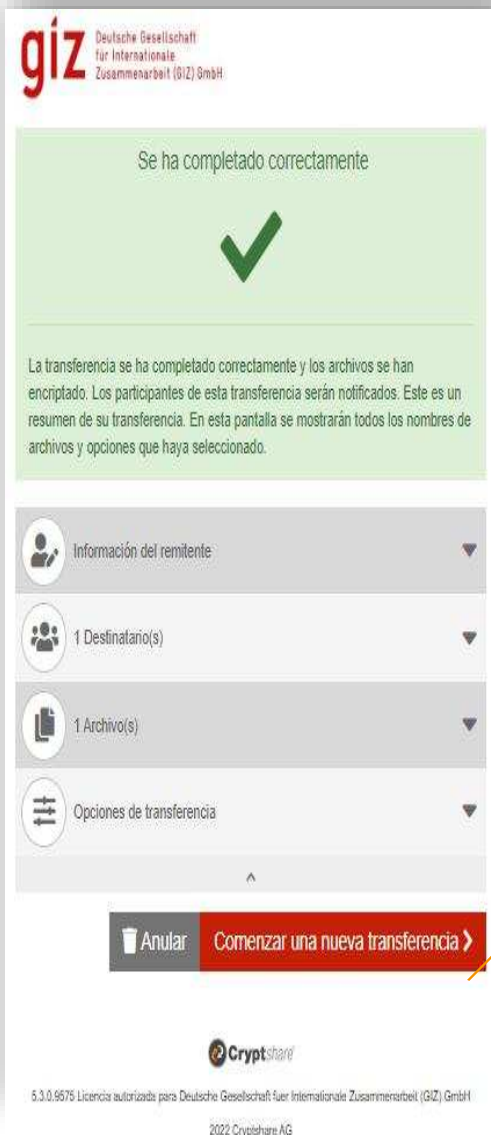 giz Deutsche Gesellschaft
für Internationale
Zusammenarbeit (GIZ) GmbH
Se ha completado correctamente
La transferencia se ha completado correctamente y los archivos se han
encriptado. Los participantes de esta transferencia serán notificados. Este es un
resumen de su transferencia. En esta pantalla se mostrarán todos los nombres de
archivos y opciones que haya seleccionado.
Información del remitente
1 Destinatario(s)
1 Archivo(s)
Opciones de transferencia
Anular Comenzar una nueva transferencia
Cryptshare
5.3.0.9575 Licencia autorizada para Deutsche Gesellschaft fuer Internationale Zusammenarbeit (GIZ) GmbH
2022 Cryptshare AG